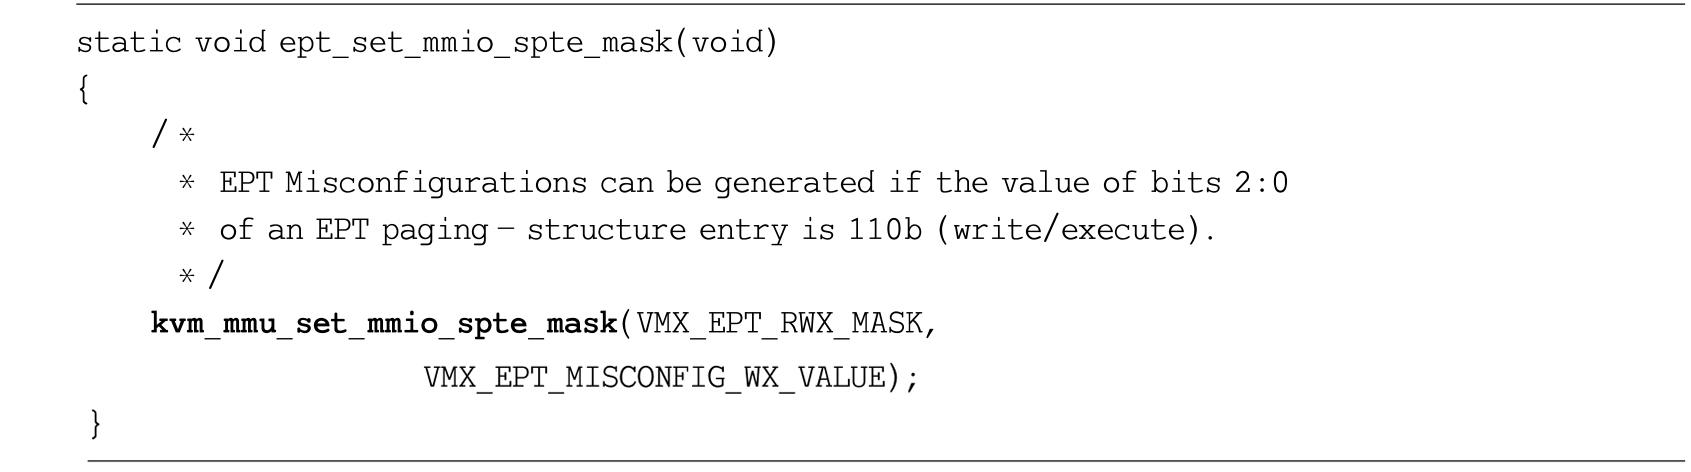 static void ept_set_mmio_spte_mask(void)
{
    / *
     * EPT Misconfigurations can be generated if the value of bits 2:0
     * of an EPT paging - structure entry is 110b (write/execute).
     * /
    kvm_mmu_set_mmio_spte_mask(VMX_EPT_RWX_MASK,
                   VMX_EPT_MISCONFIG_WX_VALUE);
}